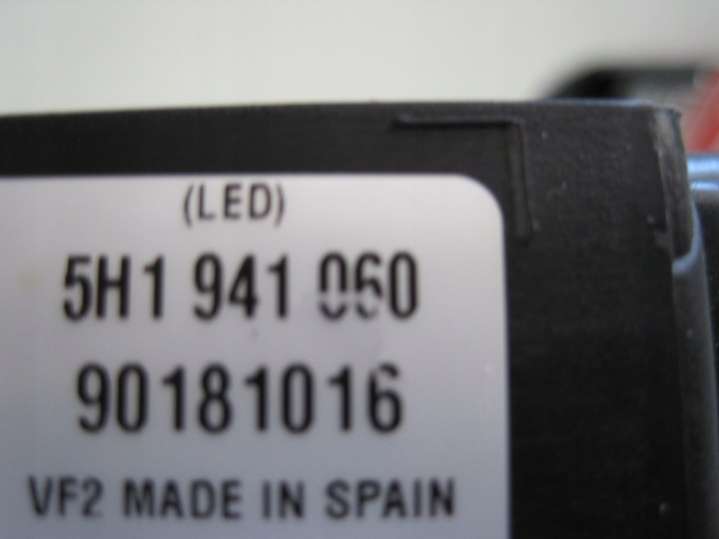 (LED)
5H1 941 060
90181016
VF2 MADE IN SPAIN